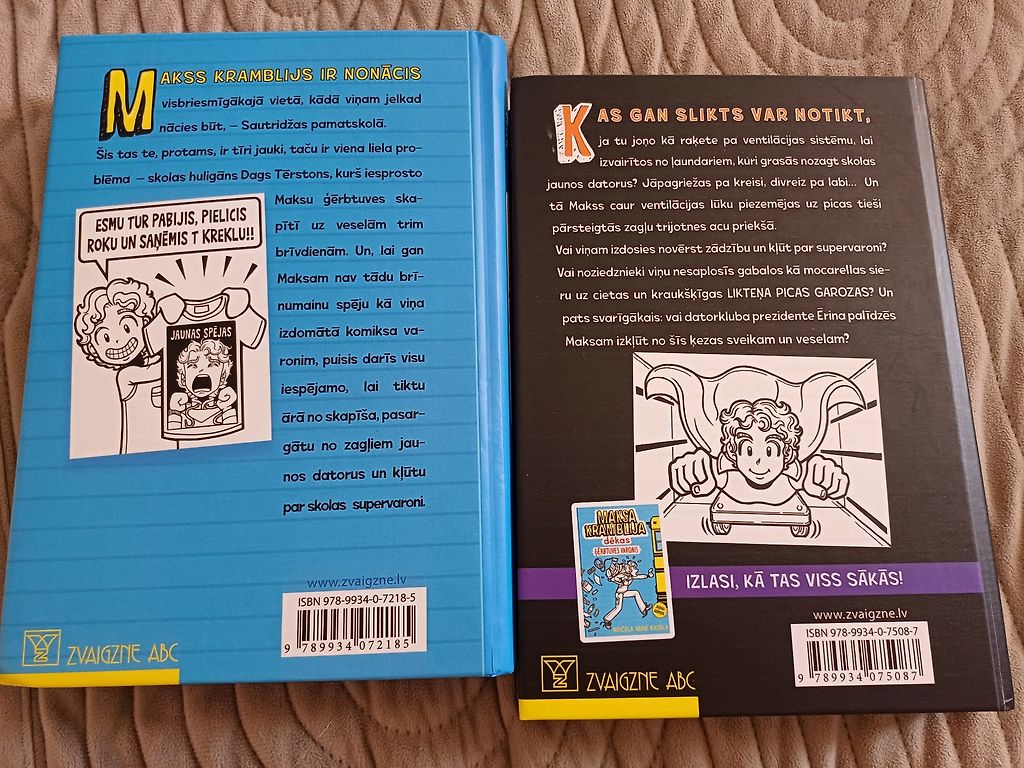 MAKSS KRAMBLIJS IR NONĀCIS
visbriesmīgākajā vietā, kādā viņam jelkad
nācies būt, – Sautridžas pamatskolā.
Šis tas te, protams, ir tīri jauki, taču ir viena liela pro-
blēma – skolas huligāns Dags Tērstons, kurš iesprosto
Maksu ģērbtuves ska-
pītī uz veselām trim
brīvdienām. Un, lai gan
Maksam nav tādu brī-
numainu spēju kā viņa
izdomātā komiksa va-
ronim, puisis darīs visu
iespējamo, lai tiktu
ārā no skapīša, pasar-
gātu no zagļiem jau-
nos datorus un kļūtu
par skolas supervaroni.
ESMU TUR PABIJIS, PIELICIS
ROKU UN SAŅĒMIS T KREKLU!!
JAUNAS SPĒJAS
www.zvaigzne.lv
ISBN 978-9934-0-7218-5
9 789934 072185
ZVAIGZNE ABC
KAS GAN SLIKTS VAR NOTIKT,
ja tu joņo kā raķete pa ventilācijas sistēmu, lai
izvairītos no ļaundariem, kuri grasās nozagt skolas
jaunos datorus? Jāpagriežas pa kreisi, divreiz pa labi... Un
tā Makss caur ventilācijas lūku piezemējas uz picas tieši
pārsteigtās zagļu trijotnes acu priekšā.
Vai viņam izdosies novērst zādzību un kļūt par supervaroni?
Vai noziedznieki viņu nesaplosīs gabalos kā mocarellas sie-
ru uz cietas un kraukšķīgas LIKTEŅA PICAS GAROZAS? Un
pats svarīgākais: vai datorkluba prezidente Erina palīdzēs
Maksam izkļūt no šīs ķezas sveikam un veselam?
MAKSA
KRAMBLIJA
dēkas
ĢĒRBTUVES VARONIS
REIČELA RENĒ RASELA
IZLASI, KĀ TAS VISS SĀKĀS!
www.zvaigzne.lv
ISBN 978-9934-0-7508-7
9 789934 075087
ZVAIGZNE ABC